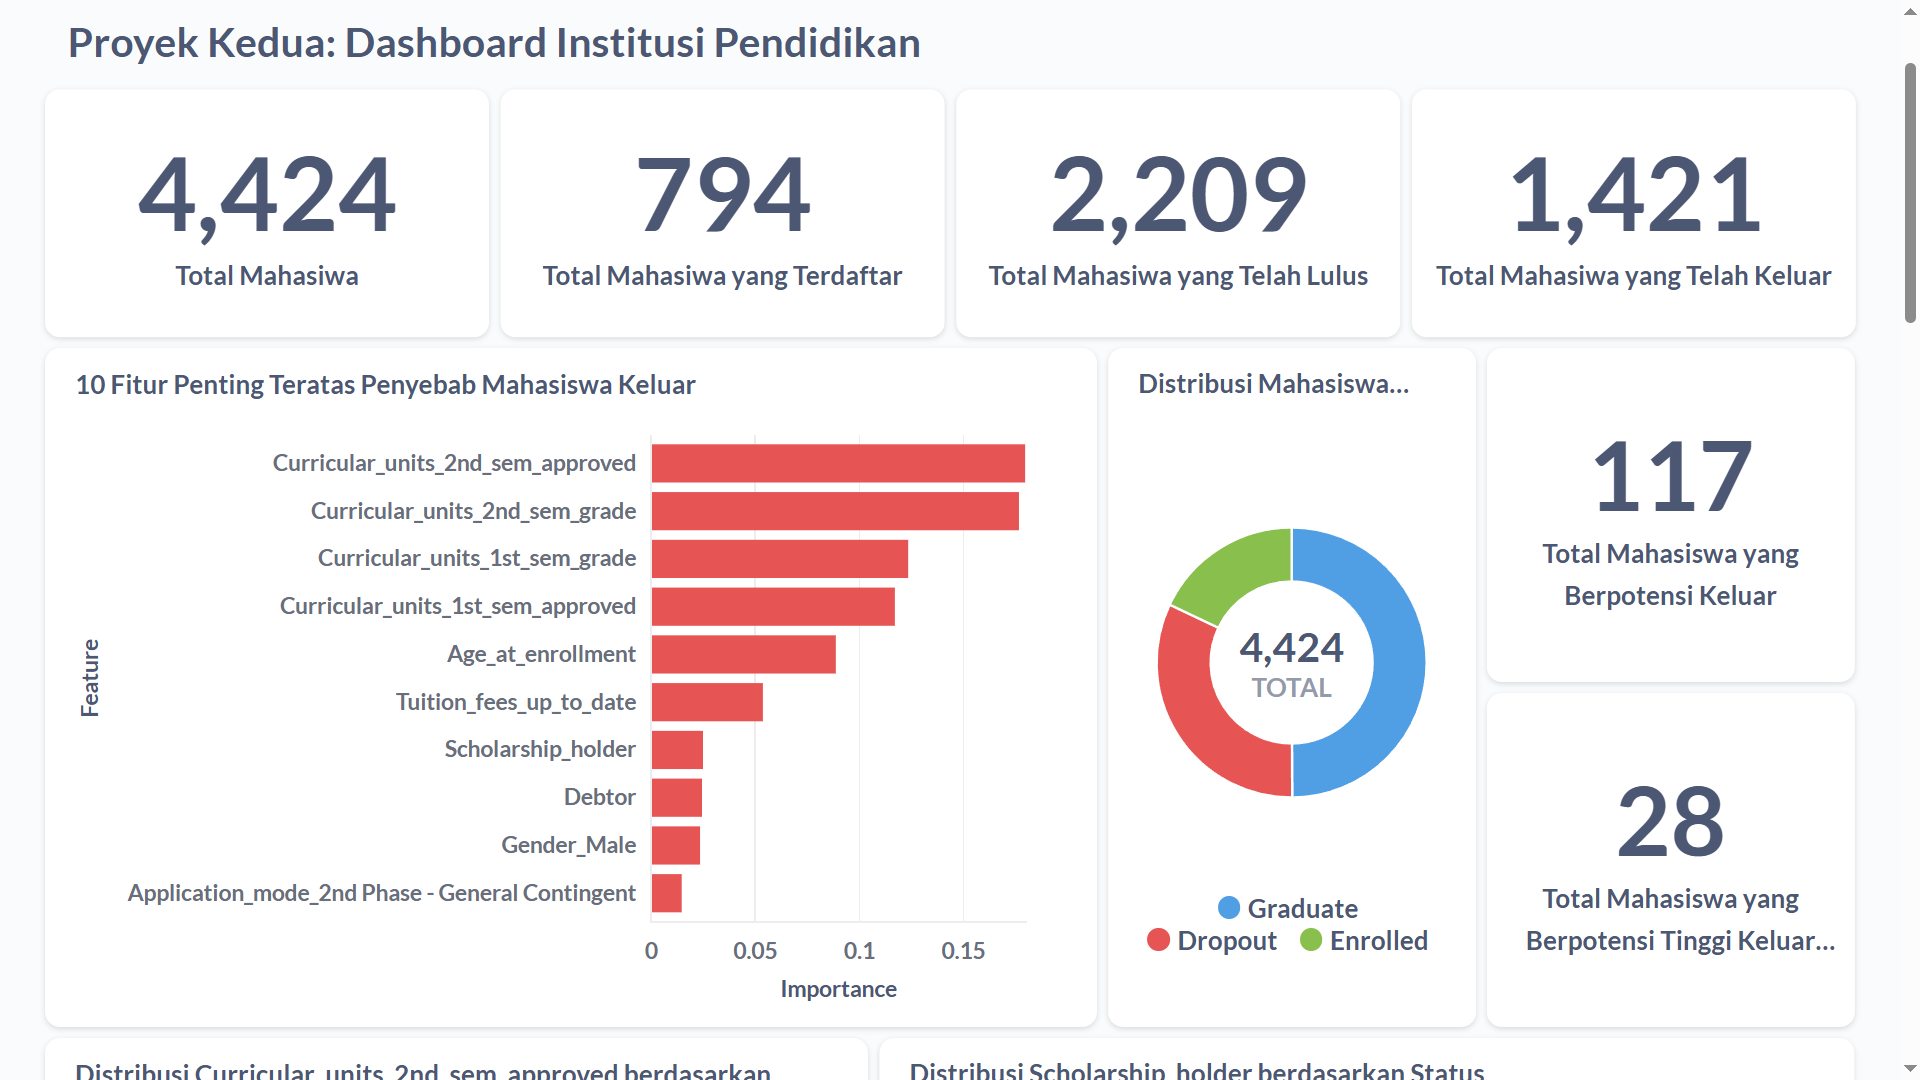 Proyek Kedua: Dashboard Institusi Pendidikan
4,424
Total Mahasiwa
794
Total Mahasiwa yang Terdaftar
2,209
Total Mahasiwa yang Telah Lulus
1,421
Total Mahasiwa yang Telah Keluar
10 Fitur Penting Teratas Penyebab Mahasiswa Keluar
Feature
Curricular_units_2nd_sem_approved
Curricular_units_2nd_sem_grade
Curricular_units_1st_sem_grade
Curricular_units_1st_sem_approved
Age_at_enrollment
Tuition_fees_up_to_date
Scholarship_holder
Debtor
Gender_Male
Application_mode_2nd Phase - General Contingent
0 0.05 0.1 0.15
Importance
Distribusi Mahasiswa...
4,424
TOTAL
Graduate
Dropout Enrolled
117
Total Mahasiswa yang
Berpotensi Keluar
28
Total Mahasiswa yang
Berpotensi Tinggi Keluar...
Distribusi Curricular_units_2nd_sem_approved berdasarkan
Distribusi Scholarship_holder berdasarkan Status